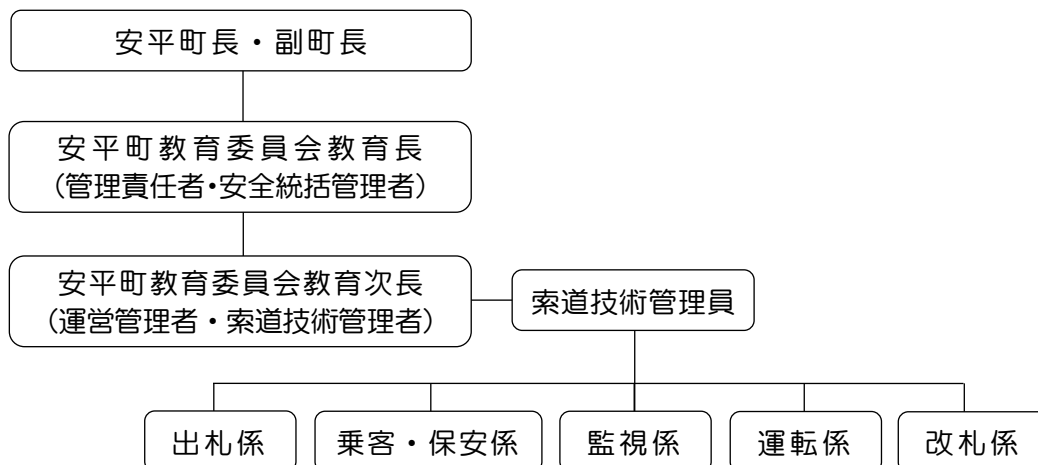 安平町長・副町長
安平町教育委員会教育長
(管理責任者・安全統括管理者)
安平町教育委員会教育次長
(運営管理者・索道技術管理者)
索道技術管理員
出札係
乗客・保安係
監視係
運転係
改札係